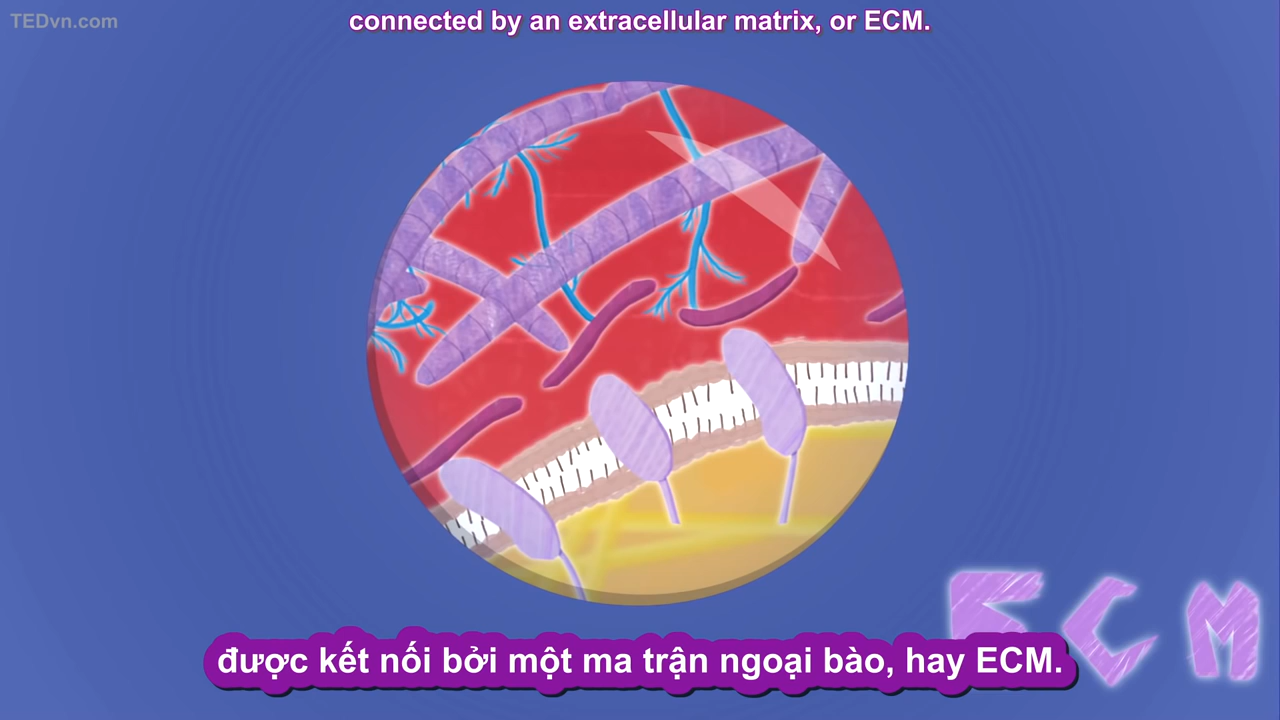 TEDvn.com
connected by an extracellular matrix, or ECM.
ECM
được kết nối bởi một ma trận ngoại bào, hay ECM.